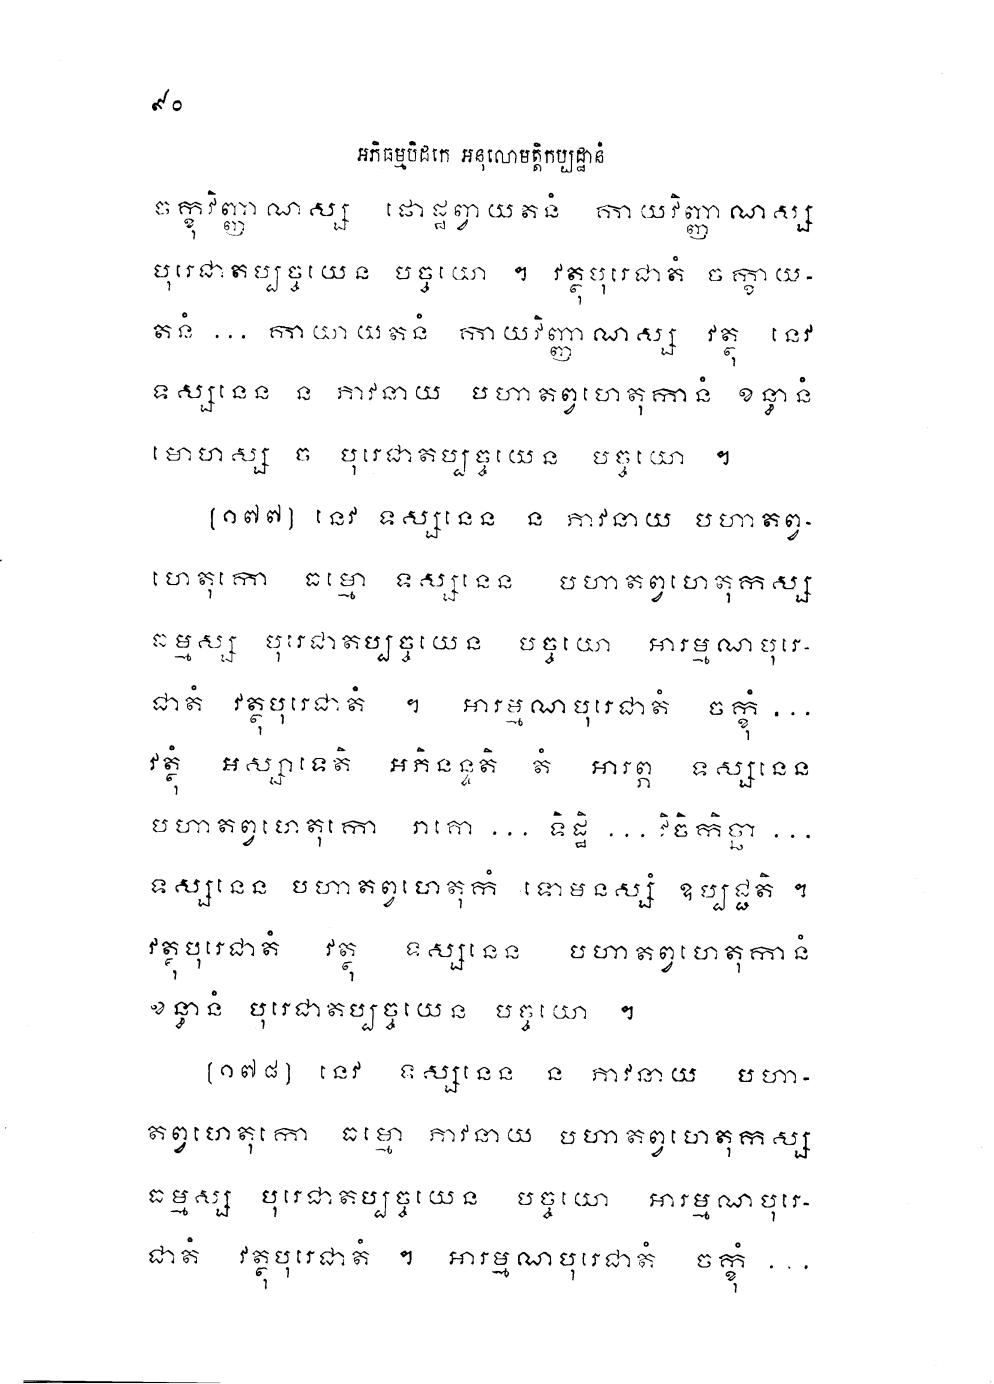 ៩០
អភិធម្មបិដកេ អនុលោមត្តិកប្បដ្ឋានំ
ចក្ខុវិញ្ញាណស្ស ផោដ្ឋព្វាយតនំ កាយវិញ្ញាណស្ស
បុរេជាតប្បច្ចយេន បច្ចយោ ។ វត្ថុបុរេជាតំ ចក្ខាយ-
តនំ ... កាយាយតនំ កាយវិញ្ញាណស្ស វត្ថុ នេវ
ទស្សនេន ន ភាវនាយ បហាតព្វហេតុកានំ ខន្ធានំ
មោហស្ស ច បុរេជាតប្បច្ចយេន បច្ចយោ ។
(១៧៧) នេវ ទស្សនេន ន ភាវនាយ បហាតព្វ-
ហេតុកោ ធម្មោ ទស្សនេន បហាតព្វហេតុកស្ស
ធម្មស្ស បុរេជាតប្បច្ចយេន បច្ចយោ អារម្មណបុរេ-
ជាតំ វត្ថុបុរេជាតំ ។ អារម្មណបុរេជាតំ ចក្ខុំ ...
វត្ថុំ អស្សាទេតិ អភិនន្ទតិ តំ អារព្ភ ទស្សនេន
បហាតព្វហេតុកោ រាគោ ... ទិដ្ឋិ ... វិចិកិច្ឆា ...
ទស្សនេន បហាតព្វហេតុកំ ទោមនស្សំ ឧប្បជ្ជតិ ។
វត្ថុបុរេជាតំ វត្ថុ ទស្សនេន បហាតព្វហេតុកានំ
ខន្ធានំ បុរេជាតប្បច្ចយេន បច្ចយោ ។
(១៧៨) នេវ ទស្សនេន ន ភាវនាយ បហា-
តព្វហេតុកោ ធម្មោ ភាវនាយ បហាតព្វហេតុកស្ស
ធម្មស្ស បុរេជាតប្បច្ចយេន បច្ចយោ អារម្មណបុរេ-
ជាតំ វត្ថុបុរេជាតំ ។ អារម្មណបុរេជាតំ ចក្ខុំ ...